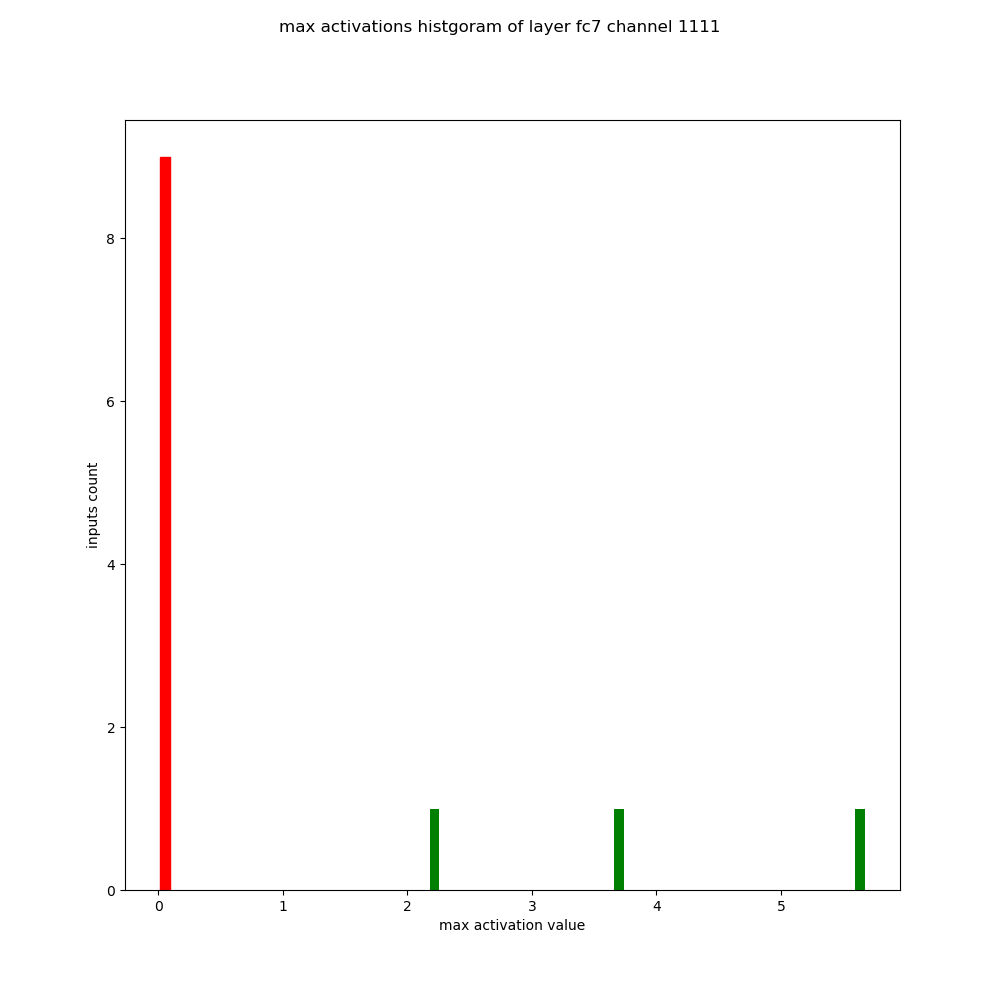 max activations histgoram of layer fc7 channel 1111
8
6
4
2
0
inputs count
0 1 2 3 4 5
max activation value